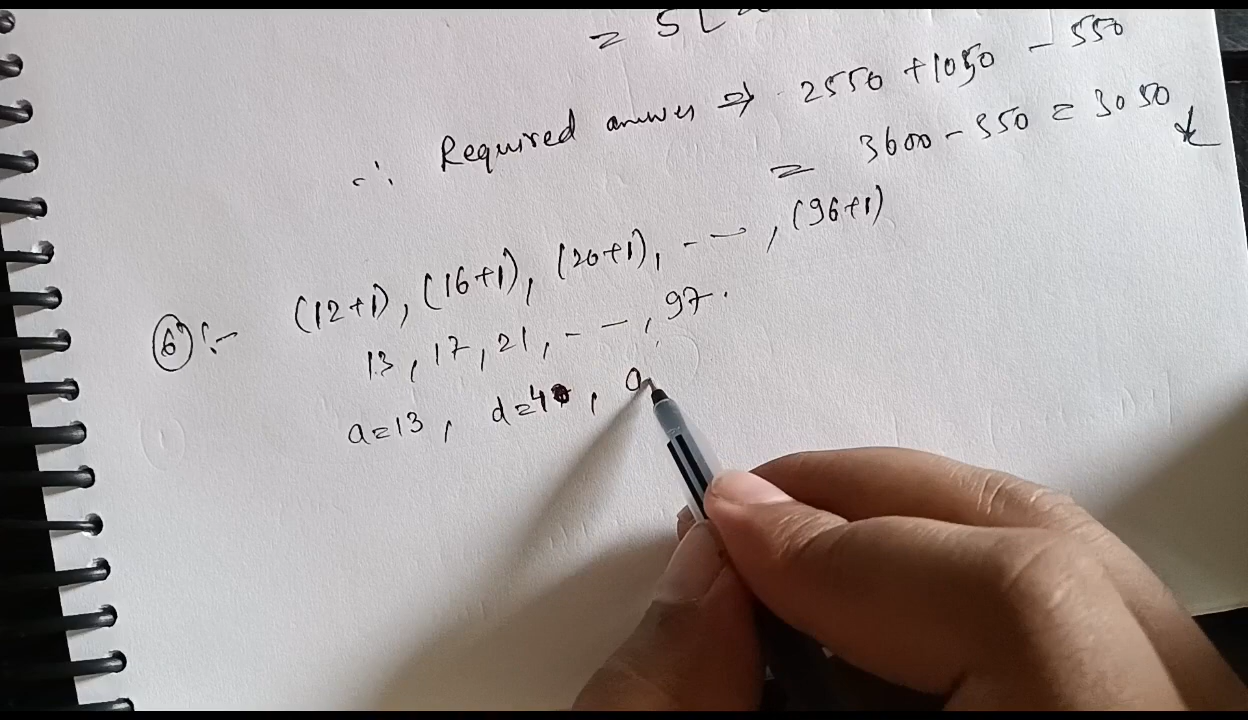 = 5 [
∴ Required answer ⇒ 2550 + 1050 - 550
= 3600 - 550 = 3050
6) :- (12+1), (16+1), (20+1), - - , (96+1)
13, 17, 21, - - , 97.
a=13, d=4, a